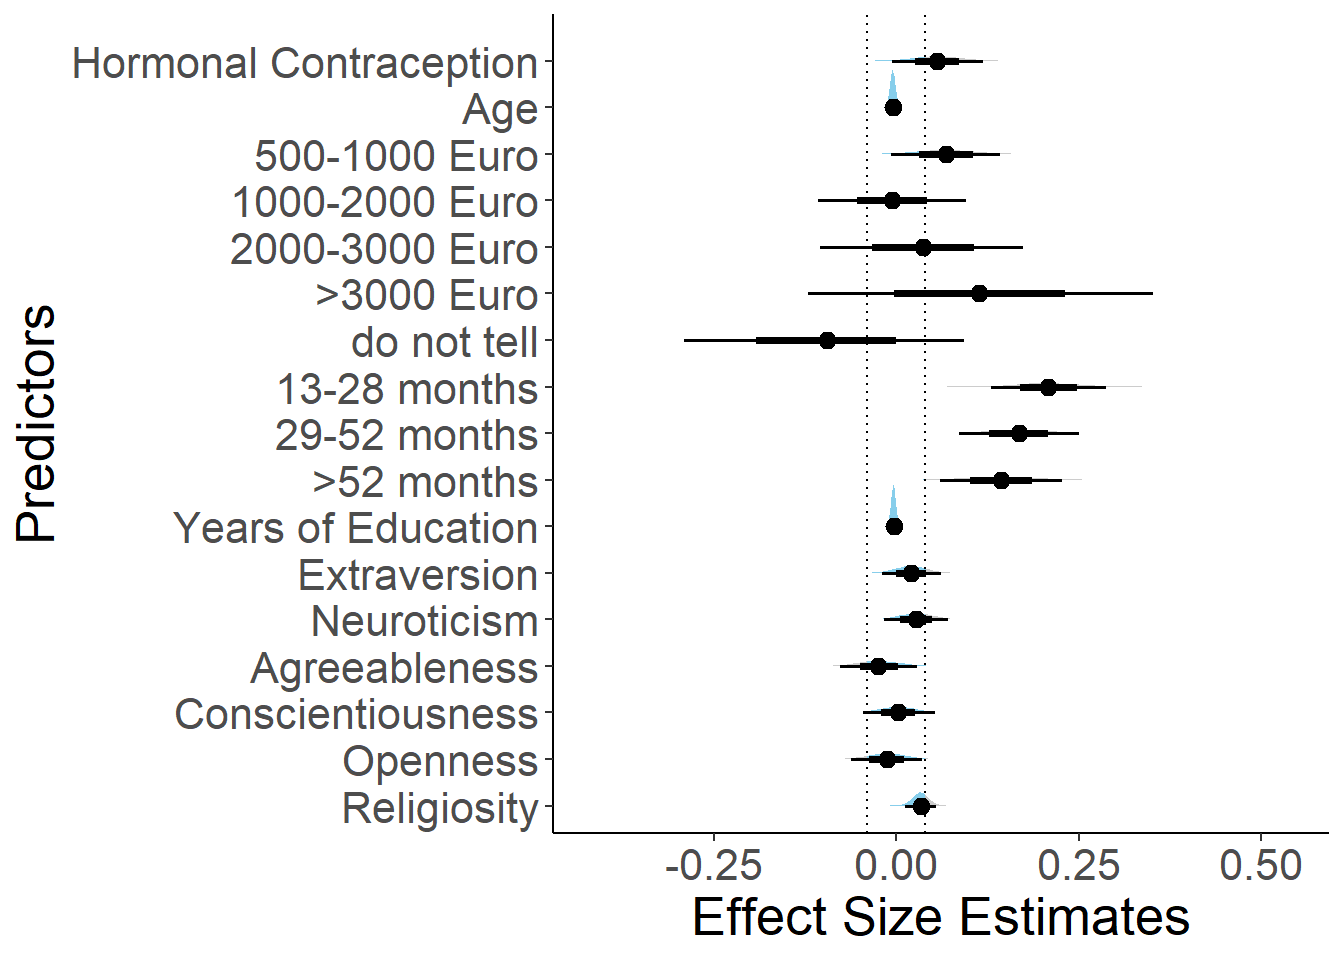 Predictors
Hormonal Contraception
Age
500-1000 Euro
1000-2000 Euro
2000-3000 Euro
>3000 Euro
do not tell
13-28 months
29-52 months
>52 months
Years of Education
Extraversion
Neuroticism
Agreeableness
Conscientiousness
Openness
Religiosity
-0.25 0.00 0.25 0.50
Effect Size Estimates